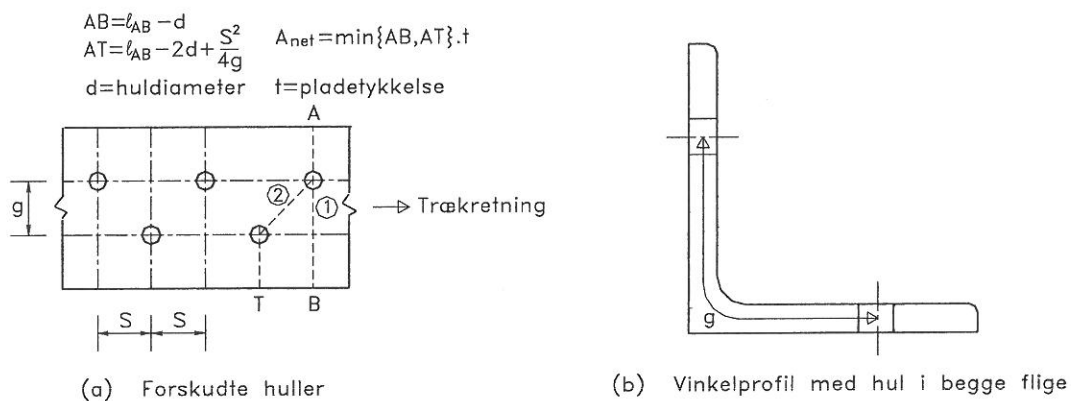 AB=ℓAB−d
AT=ℓAB−2d+S²/4g
Anet=min{AB,AT}.t
d=huldiameter t=pladetykkelse
A
g
②
①
Trækretning
T B
S S
g
(a) Forskudte huller
(b) Vinkelprofil med hul i begge flige